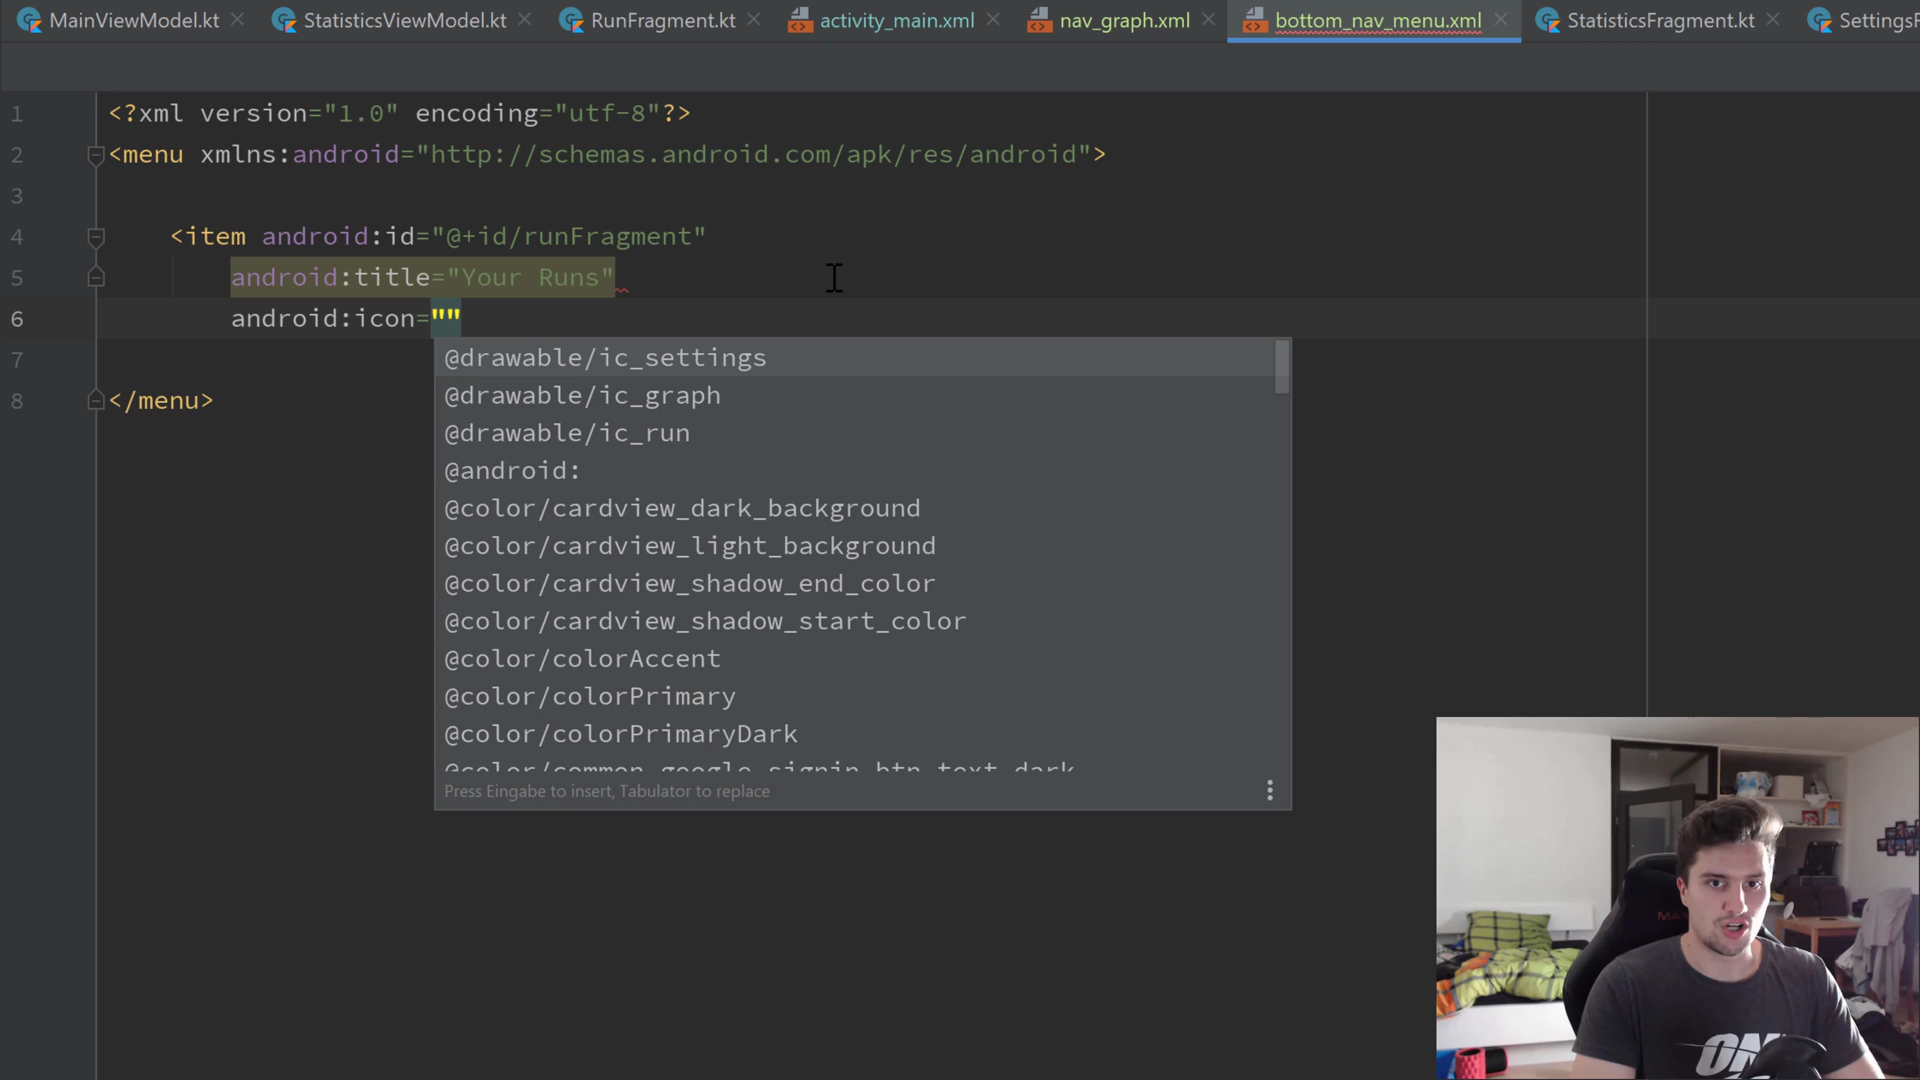 MainViewModel.kt
StatisticsViewModel.kt
RunFragment.kt
activity_main.xml
nav_graph.xml
bottom_nav_menu.xml
StatisticsFragment.kt
1 <?xml version="1.0" encoding="utf-8"?>
2 <menu xmlns:android="http://schemas.android.com/apk/res/android">
3
4 <item android:id="@+id/runFragment"
5 android:title="Your Runs"
6 android:icon=""
7
8 </menu>
@drawable/ic_settings
@drawable/ic_graph
@drawable/ic_run
@android:
@color/cardview_dark_background
@color/cardview_light_background
@color/cardview_shadow_end_color
@color/cardview_shadow_start_color
@color/colorAccent
@color/colorPrimary
@color/colorPrimaryDark
@color/common_google_signin_btn_text_dark
Press Eingabe to insert, Tabulator to replace
ON